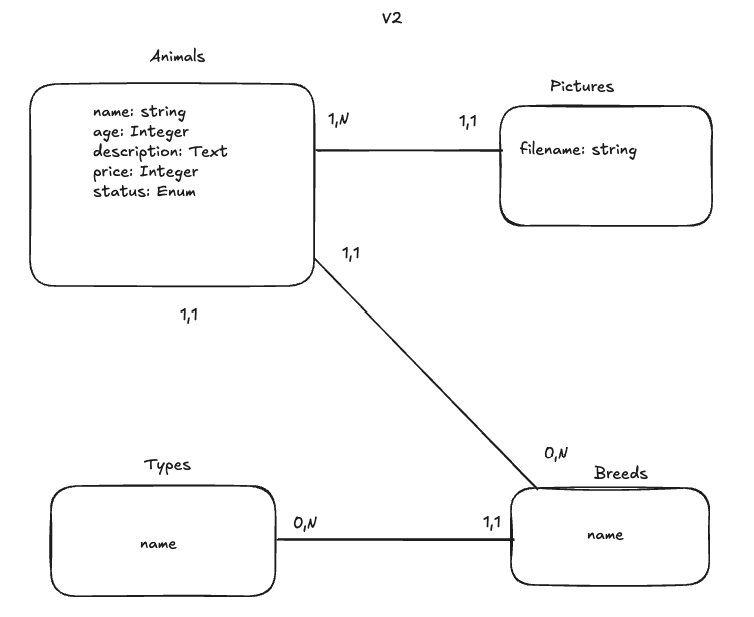 V2
Animals
name: string
age: Integer
description: Text
price: Integer
status: Enum
1,N
1,1
Pictures
filename: string
1,1
1,1
0,N
Types
name
0,N
1,1
Breeds
name